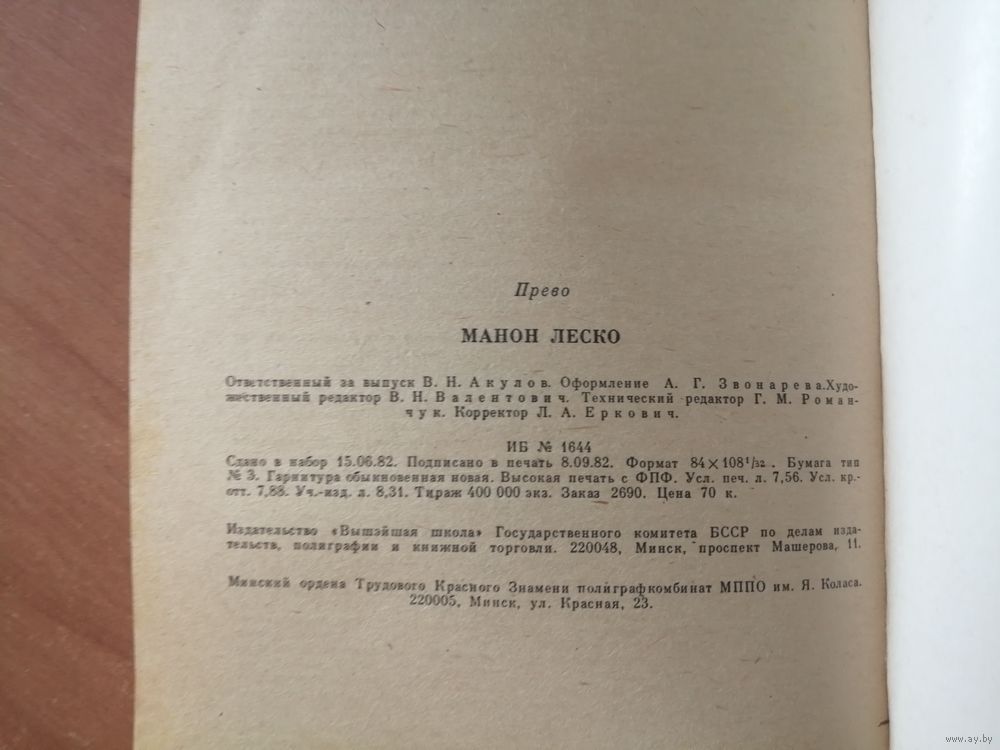 Прево
МАНОН ЛЕСКО
Ответственный за выпуск В. Н. Акулов. Оформление А. Г. Звонарева.Худо-
жественный редактор В. Н. Валентович. Технический редактор Г. М. Роман-
чук. Корректор Л. А. Еркович.
ИБ № 1644
Сдано в набор 15.06.82. Подписано в печать 8.09.82. Формат 84×108¹/₃₂. Бумага тип
№ 3. Гарнитура обыкновенная новая. Высокая печать с ФПФ. Усл. печ. л. 7,56. Усл. кр.-
отт. 7,88. Уч.-изд. л. 8,31. Тираж 400 000 экз. Заказ 2690. Цена 70 к.
Издательство «Вышэйшая школа» Государственного комитета БССР по делам изда-
тельств, полиграфии и книжной торговли. 220048, Минск, проспект Машерова, 11.
Минский ордена Трудового Красного Знамени полиграфкомбинат МППО им. Я. Коласа.
220005, Минск, ул. Красная, 23.
www.ay.by